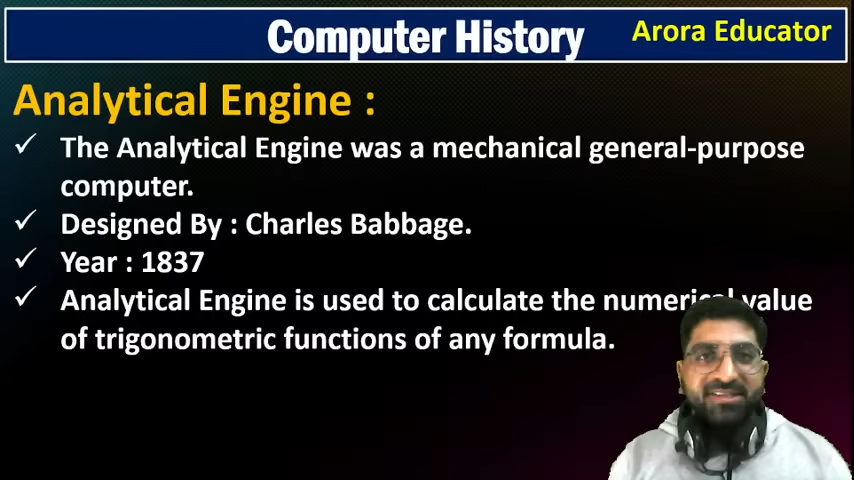 Computer History
Arora Educator
Analytical Engine :
The Analytical Engine was a mechanical general-purpose
computer.
Designed By : Charles Babbage.
Year : 1837
Analytical Engine is used to calculate the numerical value
of trigonometric functions of any formula.